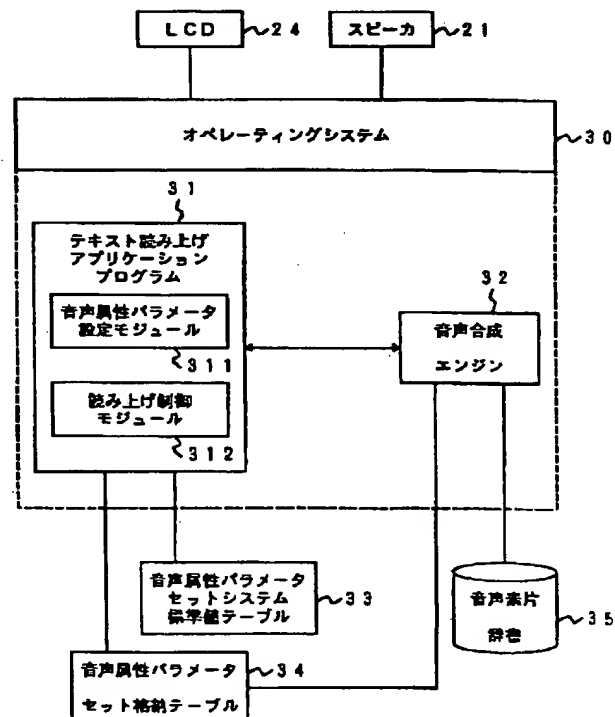 LCD
24
スピーカ
21
オペレーティングシステム
30
31
テキスト読み上げ
アプリケーション
プログラム
音声属性パラメータ
設定モジュール
311
読み上げ制御
モジュール
312
32
音声合成
エンジン
音声属性パラメータ
セットシステム
標準値テーブル
33
音声素片
辞書
35
音声属性パラメータ
セット格納テーブル
34